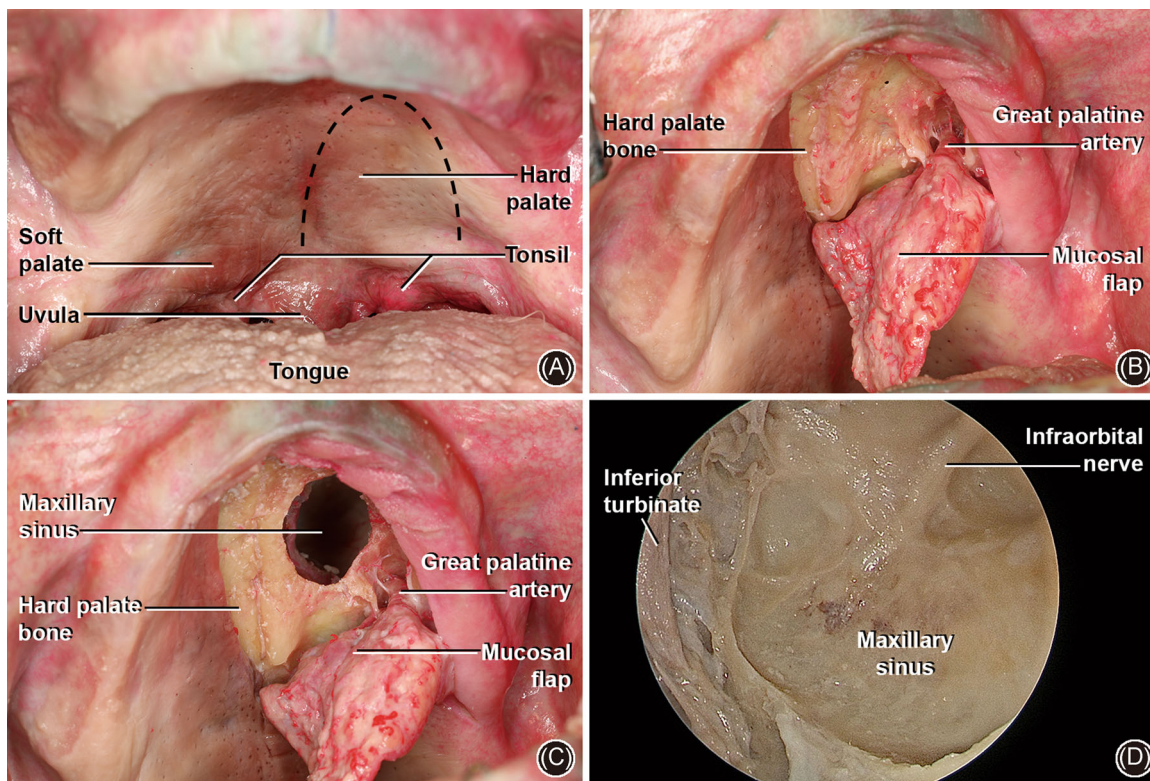 Hard
palate
Soft
palate
Tonsil
Uvula
Tongue
(A)
Hard palate
bone
Great palatine
artery
Mucosal
flap
(B)
Maxillary
sinus
Great palatine
artery
Hard palate
bone
Mucosal
flap
(C)
Infraorbital
nerve
Inferior
turbinate
Maxillary
sinus
(D)